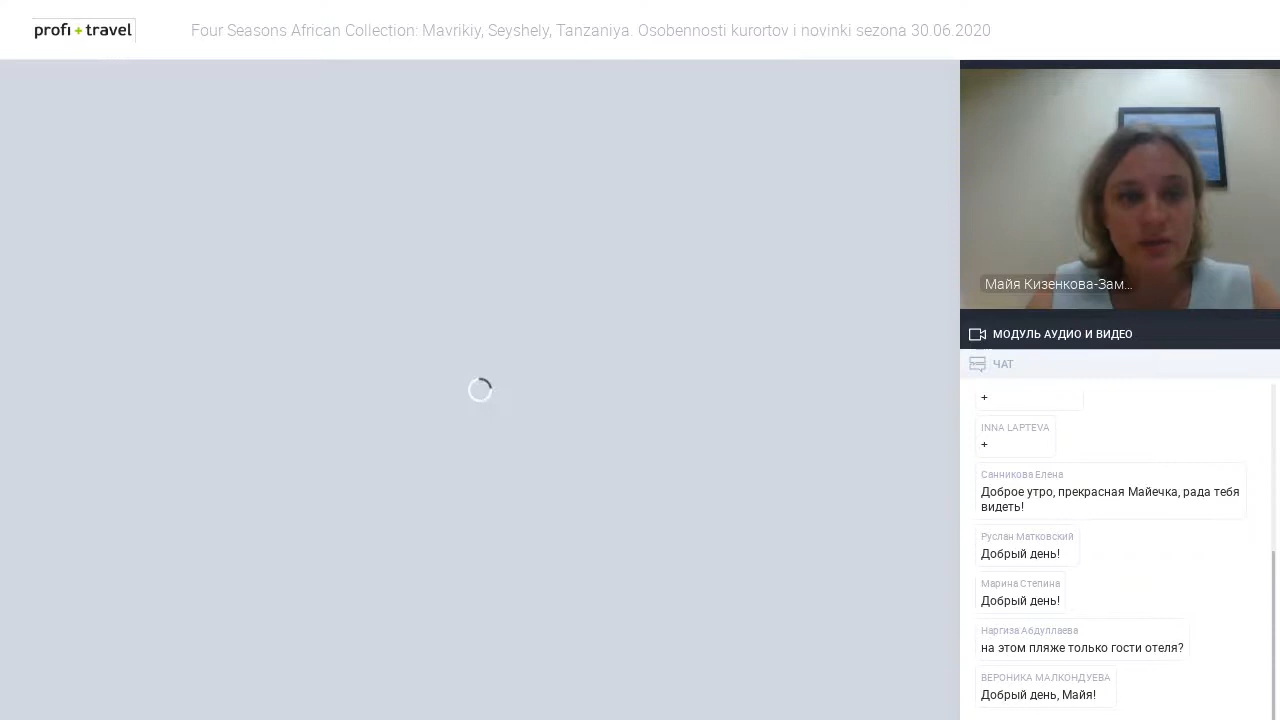 profi + travel
Four Seasons African Collection: Mavrikiy, Seyshely, Tanzaniya. Osobennosti kurortov i novinki sezona 30.06.2020
Майя Кизенкова-Зам...
МОДУЛЬ АУДИО И ВИДЕО
ЧАТ
+
INNA LAPTEVA
+
Санникова Елена
Доброе утро, прекрасная Майечка, рада тебя
видеть!
Руслан Матковский
Добрый день!
Марина Степина
Добрый день!
Наргиза Абдуллаева
на этом пляже только гости отеля?
ВЕРОНИКА МАЛКОНДУЕВА
Добрый день, Майя!